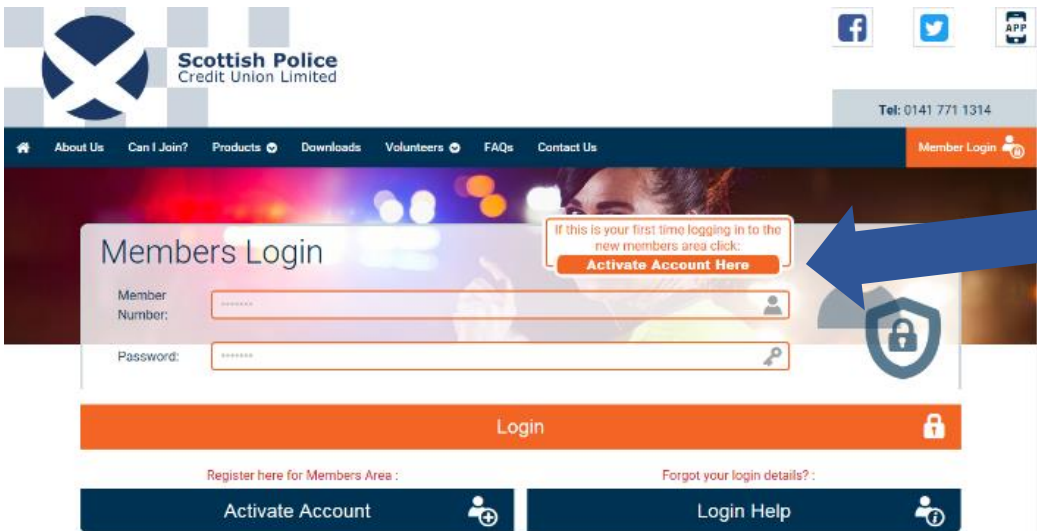 Scottish Police
Credit Union Limited
APP
Tel: 0141 771 1314
About Us Can I Join? Products Downloads Volunteers FAQs Contact Us Member Login
If this is your first time logging in to the
new members area click:
Activate Account Here
Members Login
Member
Number:
*******
Password:
*******
Login
Register here for Members Area :
Forgot your login details? :
Activate Account
Login Help